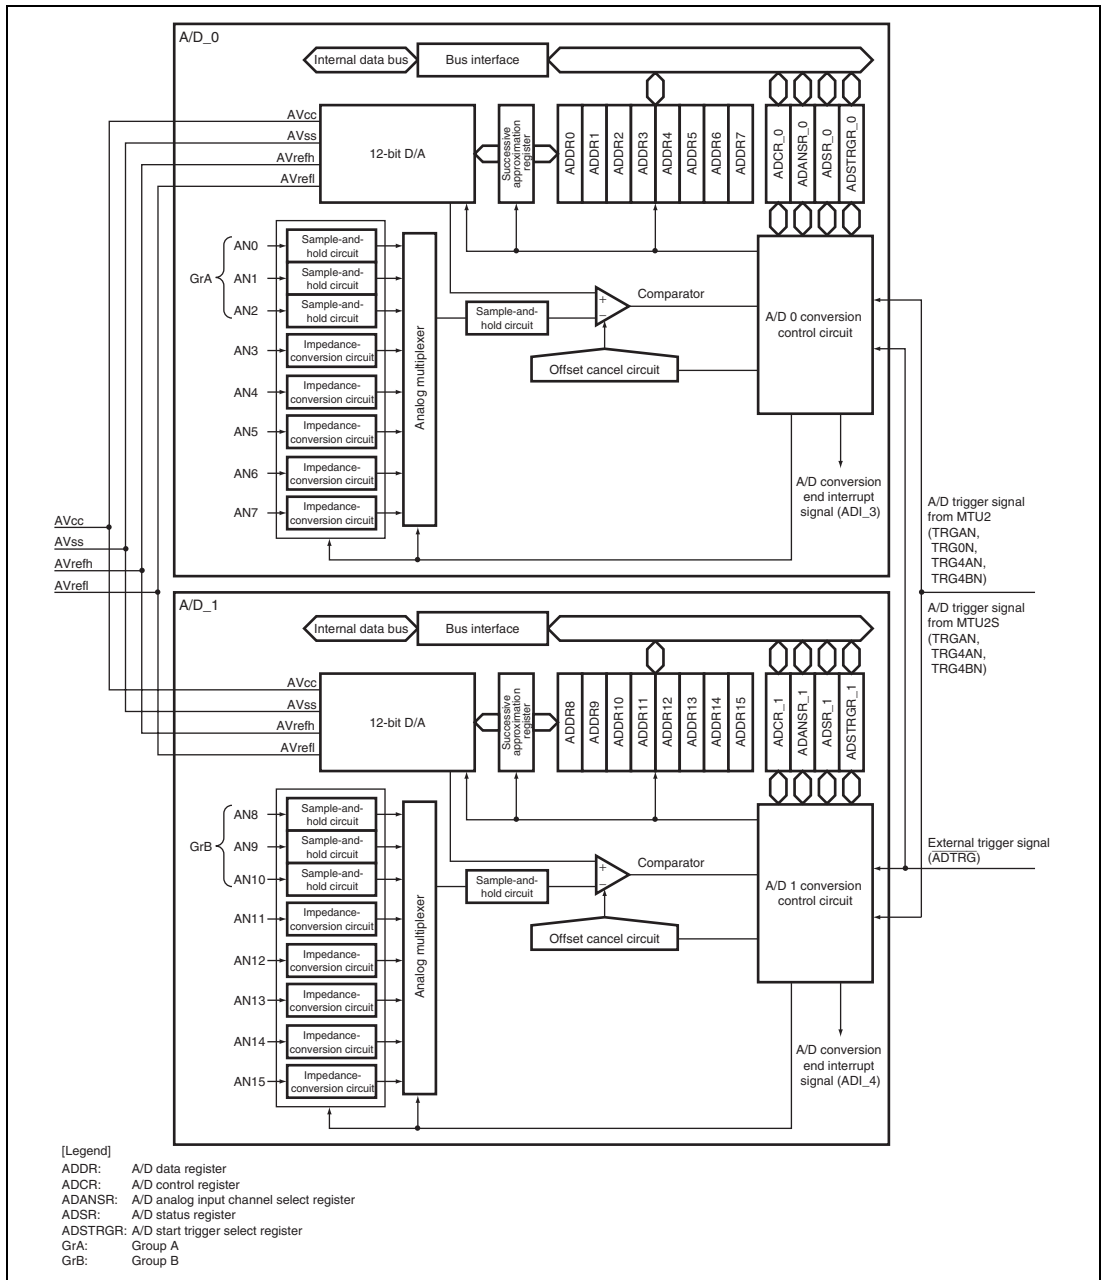 A/D_0
Internal data bus
Bus interface
AVcc
AVss
AVrefh
AVrefl
12-bit D/A
Successive
approximation
register
ADDR0
ADDR1
ADDR2
ADDR3
ADDR4
ADDR5
ADDR6
ADDR7
ADCR_0
ADANSR_0
ADSR_0
ADSTRGR_0
GrA
AN0
Sample-and-
hold circuit
AN1
Sample-and-
hold circuit
AN2
Sample-and-
hold circuit
AN3
Impedance-
conversion circuit
AN4
Impedance-
conversion circuit
AN5
Impedance-
conversion circuit
AN6
Impedance-
conversion circuit
AN7
Impedance-
conversion circuit
Analog multiplexer
Sample-and-
hold circuit
+
−
Comparator
Offset cancel circuit
A/D 0 conversion
control circuit
A/D conversion
end interrupt
signal (ADI_3)
AVcc
AVss
AVrefh
AVrefl
A/D trigger signal
from MTU2
(TRGAN,
TRG0N,
TRG4AN,
TRG4BN)
A/D trigger signal
from MTU2S
(TRGAN,
TRG4AN,
TRG4BN)
A/D_1
Internal data bus
Bus interface
AVcc
AVss
AVrefh
AVrefl
12-bit D/A
Successive
approximation
register
ADDR8
ADDR9
ADDR10
ADDR11
ADDR12
ADDR13
ADDR14
ADDR15
ADCR_1
ADANSR_1
ADSR_1
ADSTRGR_1
GrB
AN8
Sample-and-
hold circuit
AN9
Sample-and-
hold circuit
AN10
Sample-and-
hold circuit
AN11
Impedance-
conversion circuit
AN12
Impedance-
conversion circuit
AN13
Impedance-
conversion circuit
AN14
Impedance-
conversion circuit
AN15
Impedance-
conversion circuit
Analog multiplexer
Sample-and-
hold circuit
+
−
Comparator
Offset cancel circuit
A/D 1 conversion
control circuit
External trigger signal
(ADTRG)
A/D conversion
end interrupt
signal (ADI_4)
[Legend]
ADDR: A/D data register
ADCR: A/D control register
ADANSR: A/D analog input channel select register
ADSR: A/D status register
ADSTRGR: A/D start trigger select register
GrA: Group A
GrB: Group B